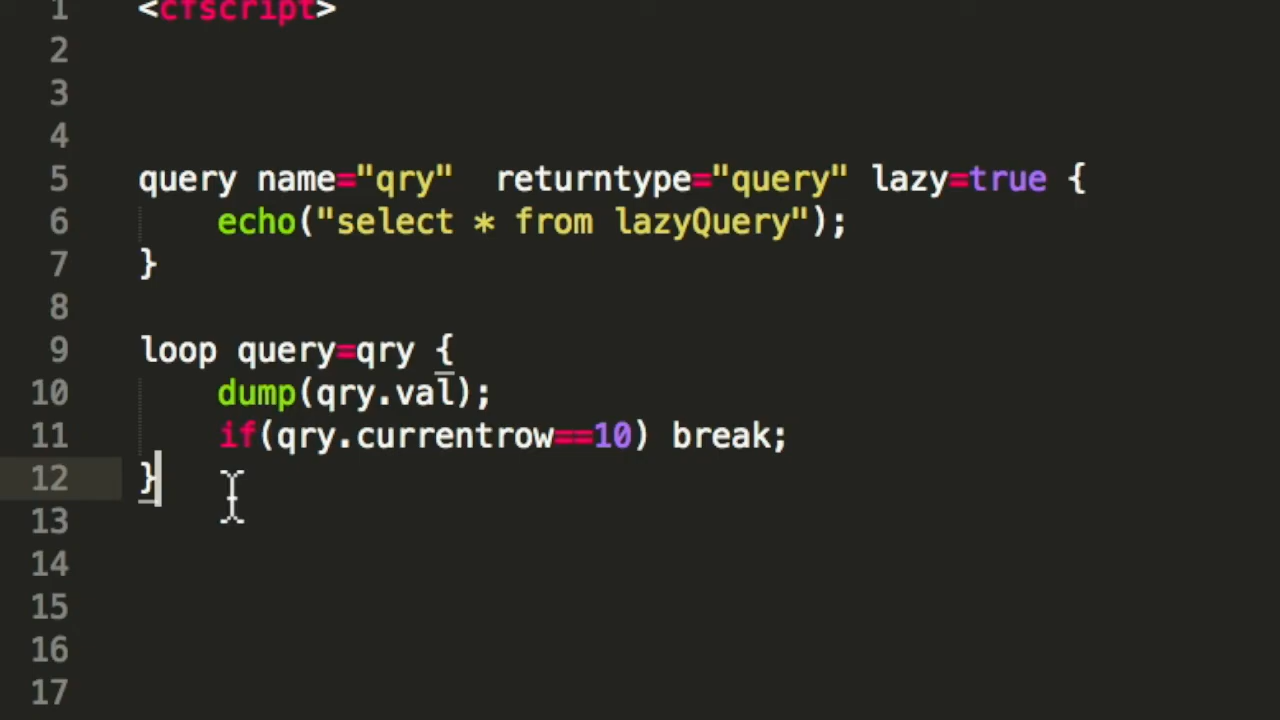 1 <cfscript>
2
3
4
5 query name="qry"  returntype="query" lazy=true {
6 echo("select * from lazyQuery");
7 }
8
9 loop query=qry {
10 dump(qry.val);
11 if(qry.currentrow==10) break;
12 }
13
14
15
16
17